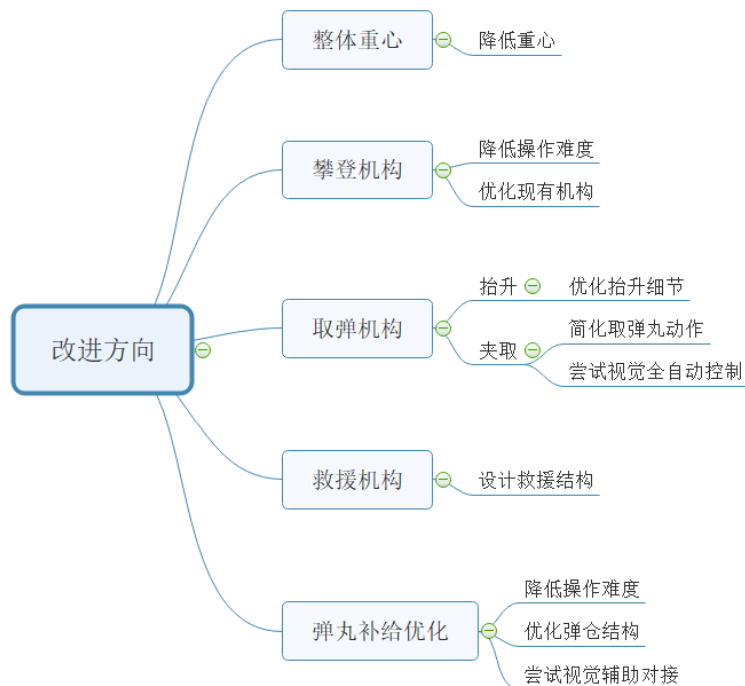 改进方向
整体重心
降低重心
攀登机构
降低操作难度
优化现有机构
取弹机构
抬升
优化抬升细节
夹取
简化取弹丸动作
尝试视觉全自动控制
救援机构
设计救援结构
弹丸补给优化
降低操作难度
优化弹仓结构
尝试视觉辅助对接